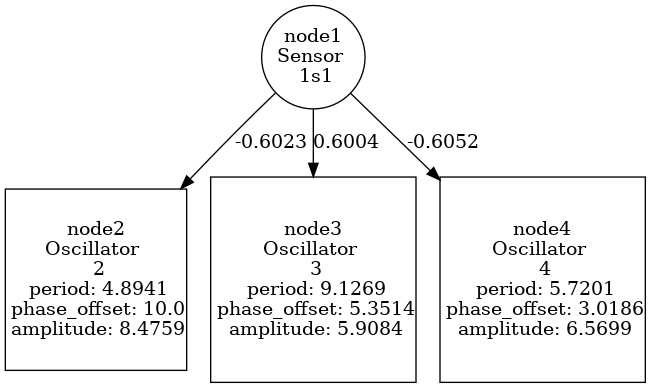 node1
Sensor
1s1
-0.6023
0.6004
-0.6052
node2
Oscillator
2
period: 4.8941
phase_offset: 10.0
amplitude: 8.4759
node3
Oscillator
3
period: 9.1269
phase_offset: 5.3514
amplitude: 5.9084
node4
Oscillator
4
period: 5.7201
phase_offset: 3.0186
amplitude: 6.5699